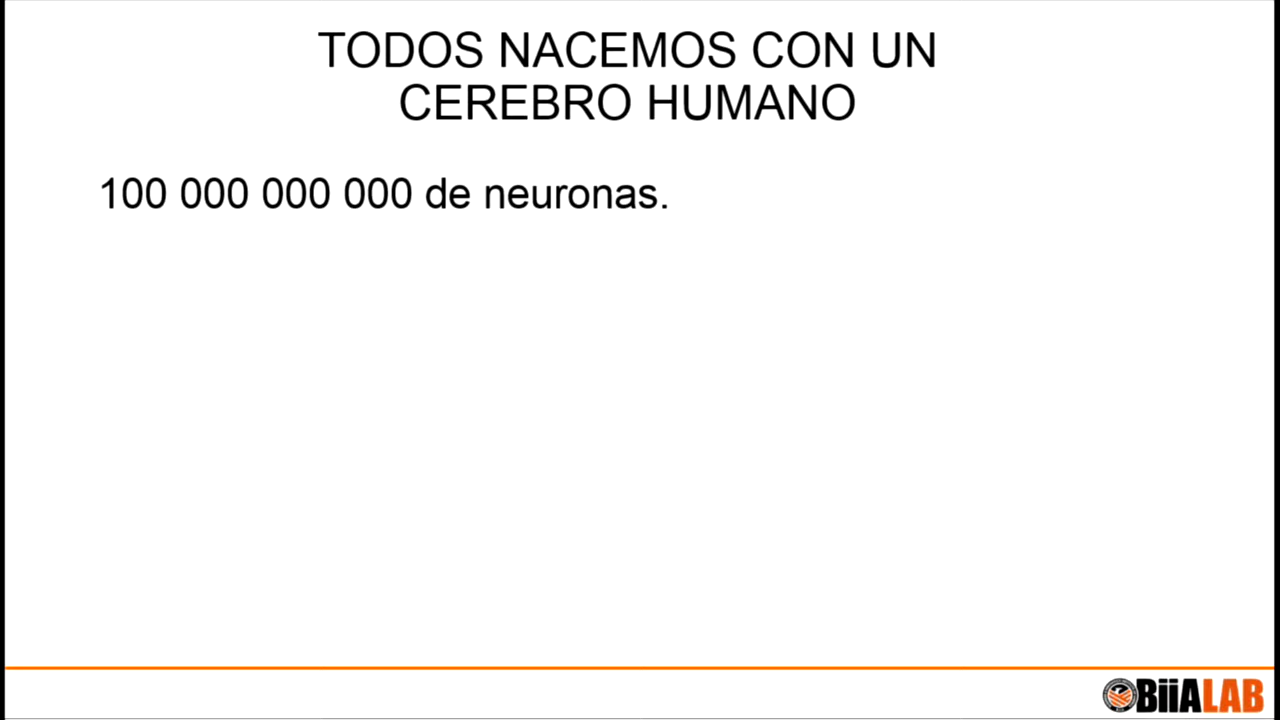 TODOS NACEMOS CON UN
CEREBRO HUMANO
100 000 000 000 de neuronas.
BiiALAB